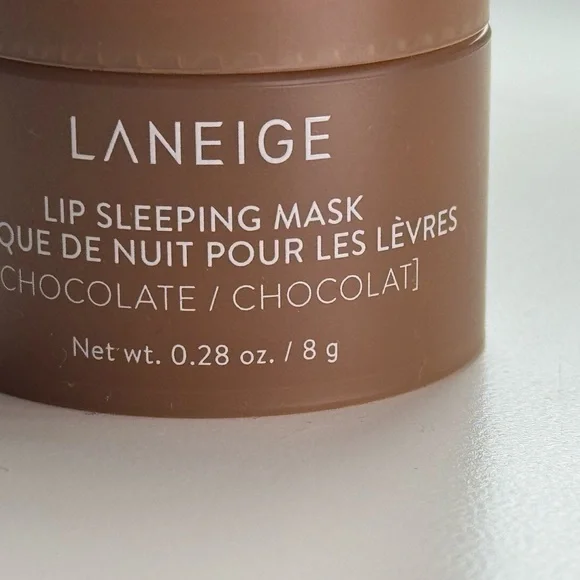 LANEIGE
LIP SLEEPING MASK
QUE DE NUIT POUR LES LÈVRES
CHOCOLATE / CHOCOLAT]
Net wt. 0.28 oz. / 8 g